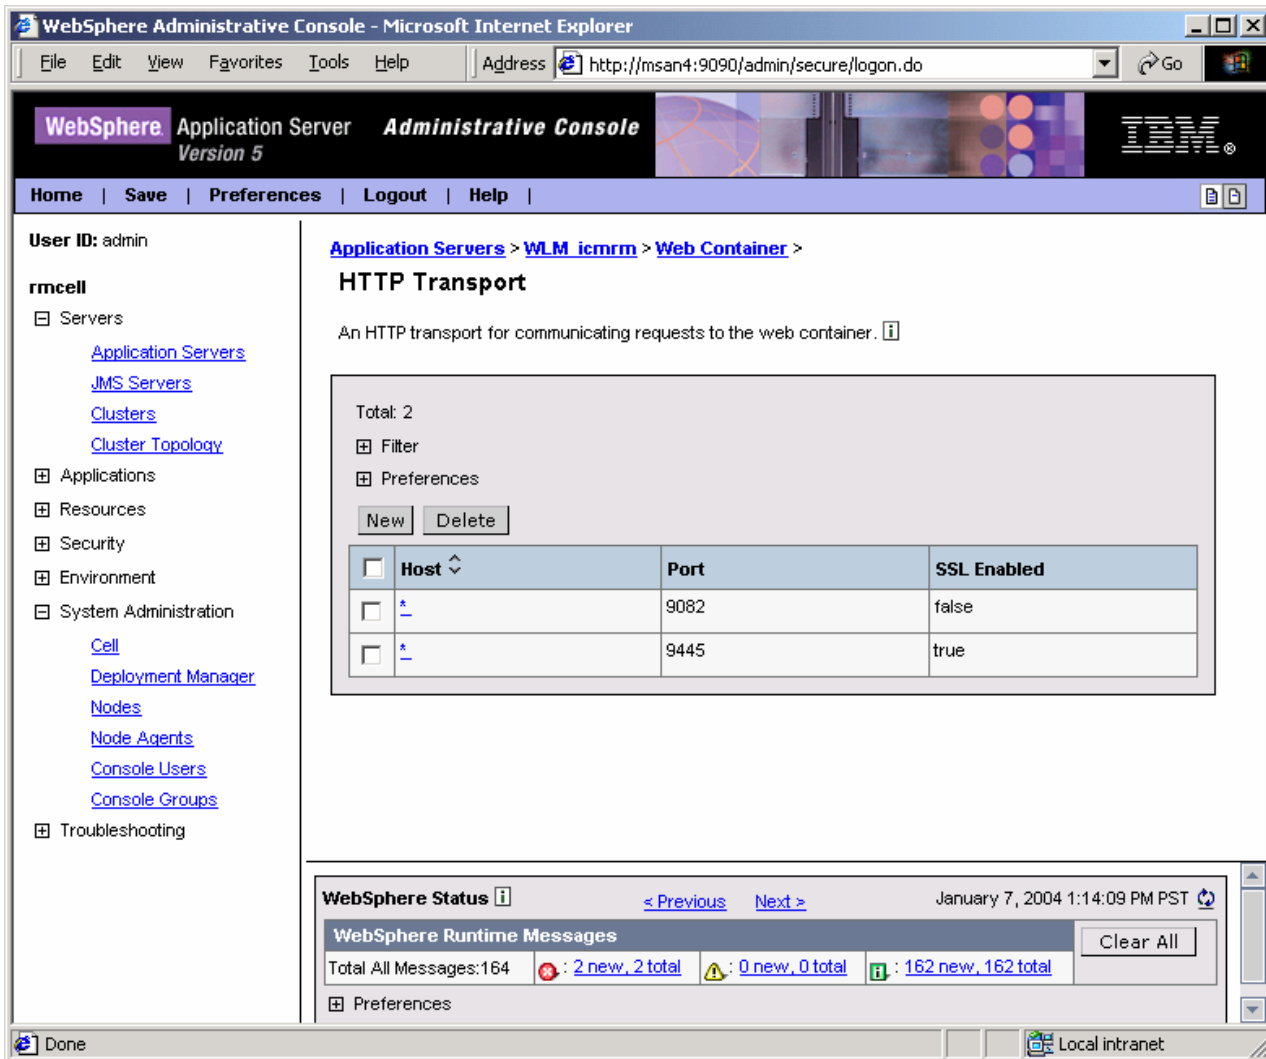 WebSphere Administrative Console - Microsoft Internet Explorer
File Edit View Favorites Tools Help Address http://msan4:9090/admin/secure/logon.do Go
WebSphere. Application Server Administrative Console
Version 5
IBM®
Home | Save | Preferences | Logout | Help |
User ID: admin
rmcell
Servers
Application Servers
JMS Servers
Clusters
Cluster Topology
Applications
Resources
Security
Environment
System Administration
Cell
Deployment Manager
Nodes
Node Agents
Console Users
Console Groups
Troubleshooting
Application Servers > WLM_icmrm > Web Container >
HTTP Transport
An HTTP transport for communicating requests to the web container. i
Total: 2
Filter
Preferences
New Delete
Host Port SSL Enabled
* 9082 false
* 9445 true
WebSphere Status i < Previous Next > January 7, 2004 1:14:09 PM PST
WebSphere Runtime Messages
Clear All
Total All Messages:164 : 2 new, 2 total : 0 new, 0 total : 162 new, 162 total
Preferences
Done Local intranet